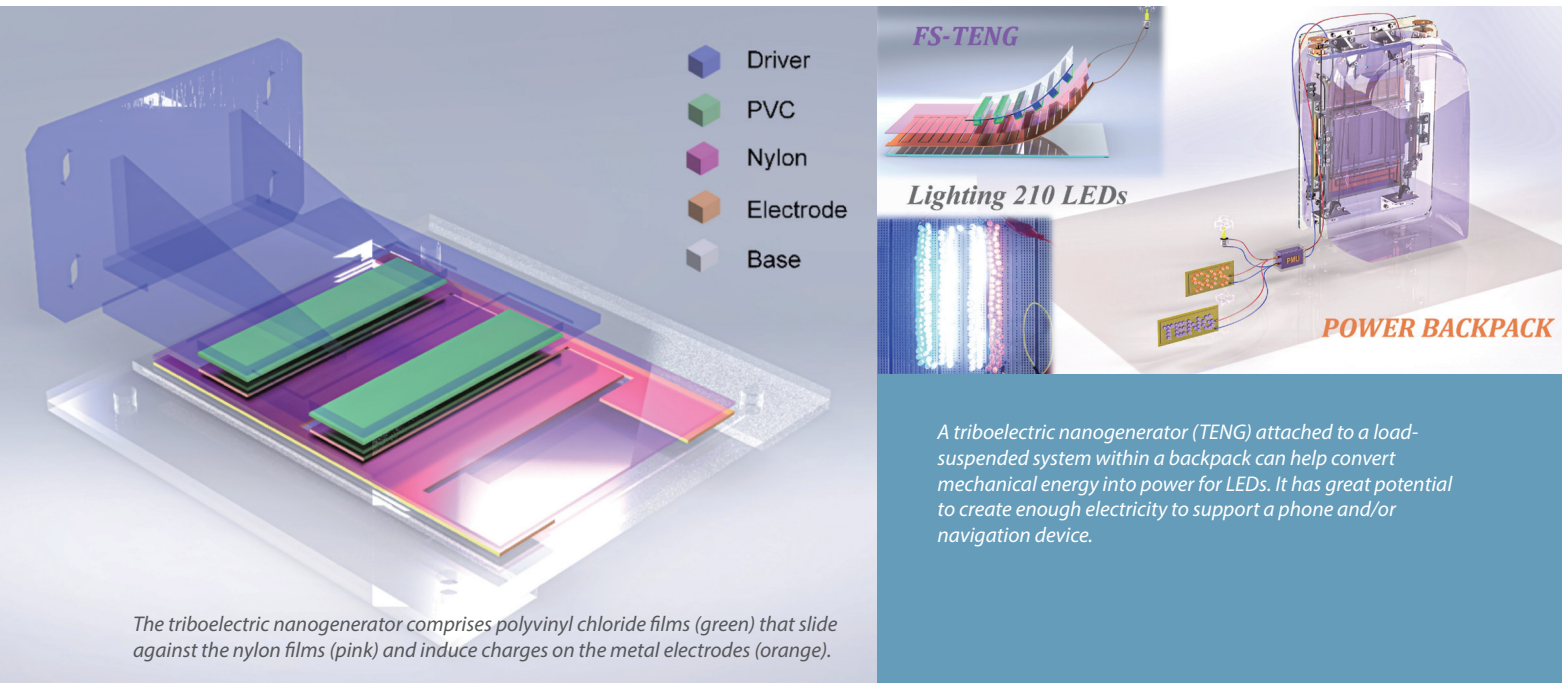 Driver
PVC
Nylon
Electrode
Base
The triboelectric nanogenerator comprises polyvinyl chloride films (green) that slide
against the nylon films (pink) and induce charges on the metal electrodes (orange).
FS-TENG
Lighting 210 LEDs
PMU
TENG
POWER BACKPACK
A triboelectric nanogenerator (TENG) attached to a load-
suspended system within a backpack can help convert
mechanical energy into power for LEDs. It has great potential
to create enough electricity to support a phone and/or
navigation device.